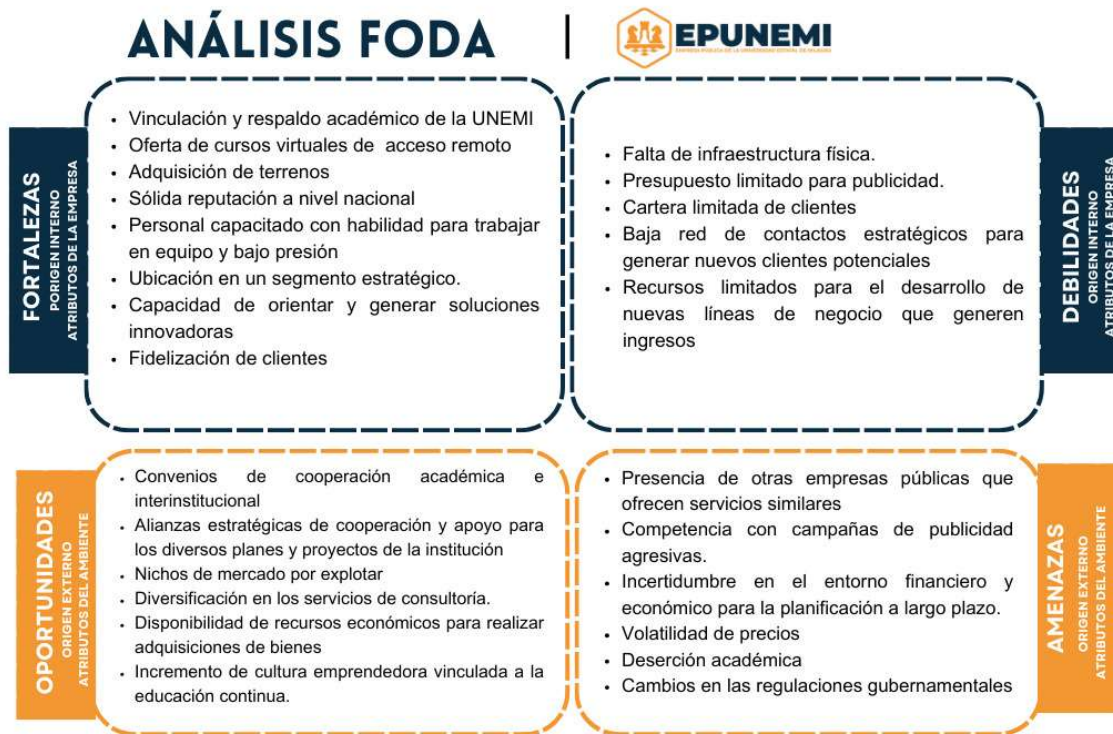 ANÁLISIS FODA
EPUNEMI
EMPRESA PÚBLICA DE LA UNIVERSIDAD ESTATAL DE MILAGRO
FORTALEZAS
PORIGEN INTERNO
ATRIBUTOS DE LA EMPRESA
• Vinculación y respaldo académico de la UNEMI
• Oferta de cursos virtuales de acceso remoto
• Adquisición de terrenos
• Sólida reputación a nivel nacional
• Personal capacitado con habilidad para trabajar
en equipo y bajo presión
• Ubicación en un segmento estratégico.
• Capacidad de orientar y generar soluciones
innovadoras
• Fidelización de clientes
• Falta de infraestructura física.
• Presupuesto limitado para publicidad.
• Cartera limitada de clientes
• Baja red de contactos estratégicos para
generar nuevos clientes potenciales
• Recursos limitados para el desarrollo de
nuevas líneas de negocio que generen
ingresos
DEBILIDADES
ORIGEN INTERNO
ATRIBUTOS DE LA EMPRESA
OPORTUNIDADES
ORIGEN EXTERNO
ATRIBUTOS DEL AMBIENTE
• Convenios de cooperación académica e
interinstitucional
• Alianzas estratégicas de cooperación y apoyo para
los diversos planes y proyectos de la institución
• Nichos de mercado por explotar
• Diversificación en los servicios de consultoría.
• Disponibilidad de recursos económicos para realizar
adquisiciones de bienes
• Incremento de cultura emprendedora vinculada a la
educación continua.
• Presencia de otras empresas públicas que
ofrecen servicios similares
• Competencia con campañas de publicidad
agresivas.
• Incertidumbre en el entorno financiero y
económico para la planificación a largo plazo.
• Volatilidad de precios
• Deserción académica
• Cambios en las regulaciones gubernamentales
AMENAZAS
ORIGEN EXTERNO
ATRIBUTOS DEL AMBIENTE